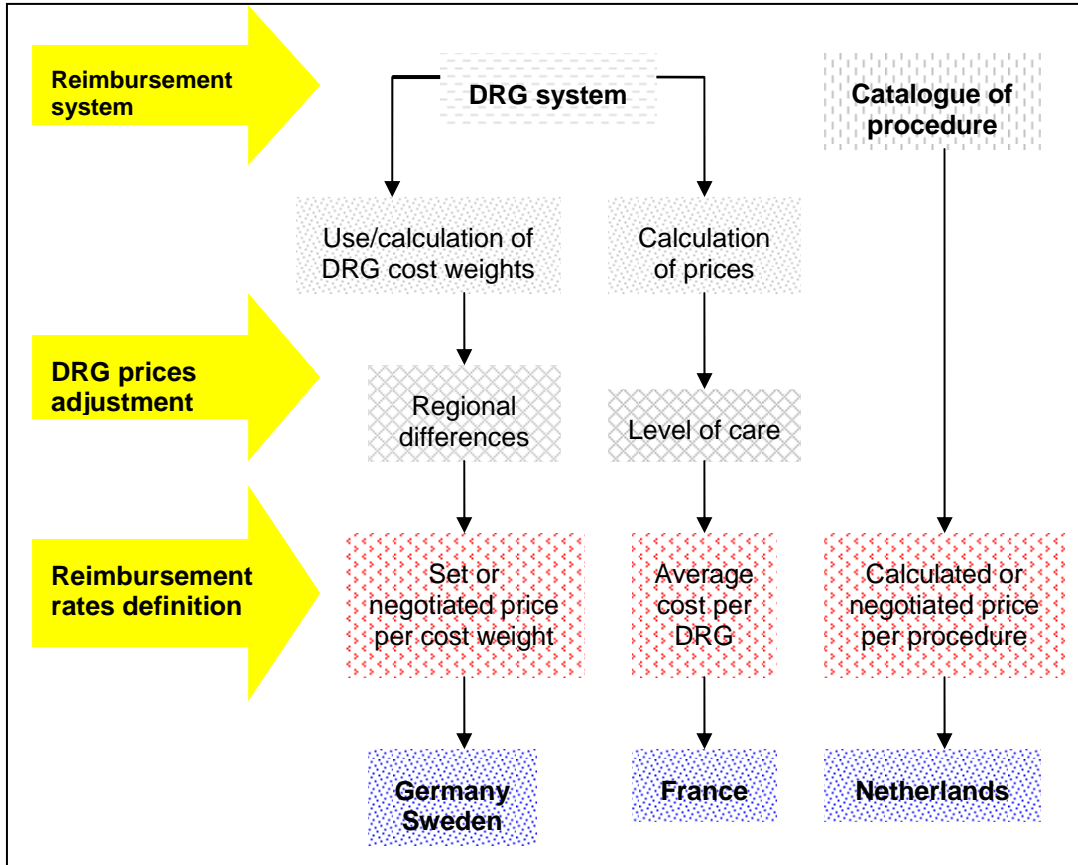 Reimbursement
system
DRG system
Catalogue of
procedure
Use/calculation of
DRG cost weights
Calculation
of prices
DRG prices
adjustment
Regional
differences
Level of care
Reimbursement
rates definition
Set or
negotiated price
per cost weight
Average
cost per
DRG
Calculated or
negotiated price
per procedure
Germany
Sweden
France
Netherlands